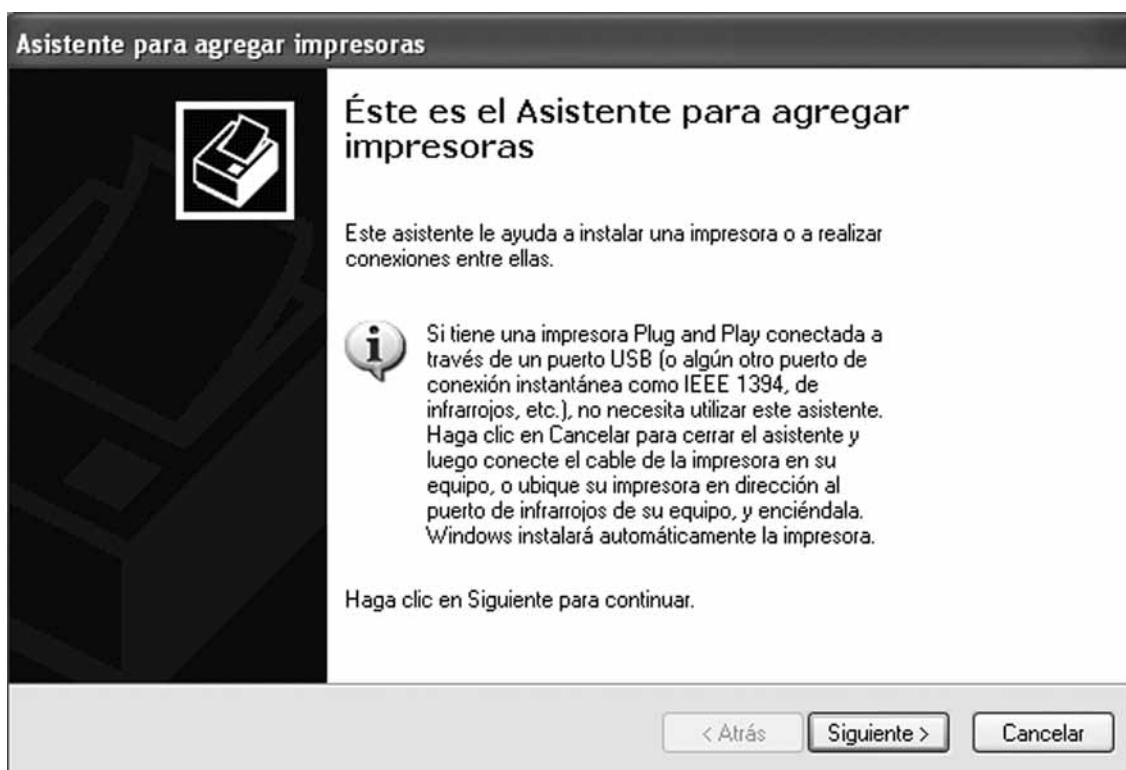 Asistente para agregar impresoras
Éste es el Asistente para agregar
impresoras
Este asistente le ayuda a instalar una impresora o a realizar
conexiones entre ellas.
Si tiene una impresora Plug and Play conectada a
través de un puerto USB (o algún otro puerto de
conexión instantánea como IEEE 1394, de
infrarrojos, etc.), no necesita utilizar este asistente.
Haga clic en Cancelar para cerrar el asistente y
luego conecte el cable de la impresora en su
equipo, o ubique su impresora en dirección al
puerto de infrarrojos de su equipo, y enciéndala.
Windows instalará automáticamente la impresora.
Haga clic en Siguiente para continuar.
< Atrás Siguiente > Cancelar